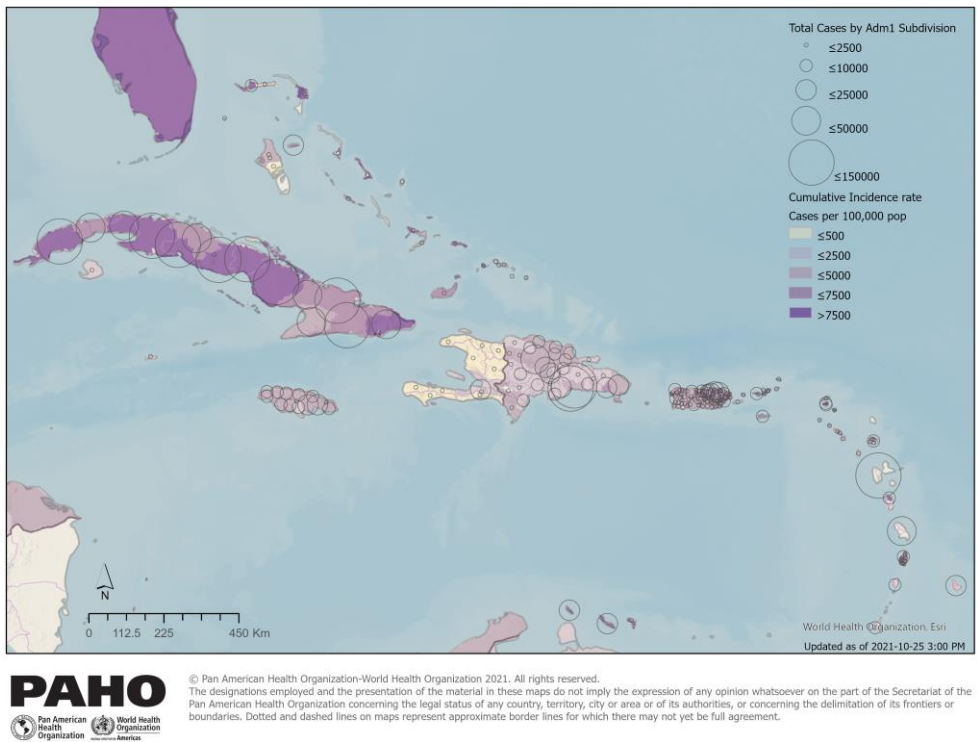 Total Cases by Adm1 Subdivision
≤2500
≤10000
≤25000
≤50000
≤150000
Cumulative Incidence rate
Cases per 100,000 pop
≤500
≤2500
≤5000
≤7500
>7500
N
0 112.5 225 450 Km
World Health Organization, Esri
Updated as of 2021-10-25 3:00 PM
PAHO
Pan American
Health
Organization
World Health
Organization
Americas
© Pan American Health Organization-World Health Organization 2021. All rights reserved.
The designations employed and the presentation of the material in these maps do not imply the expression of any opinion whatsoever on the part of the Secretariat of the
Pan American Health Organization concerning the legal status of any country, territory, city or area or of its authorities, or concerning the delimitation of its frontiers or
boundaries. Dotted and dashed lines on maps represent approximate border lines for which there may not yet be full agreement.